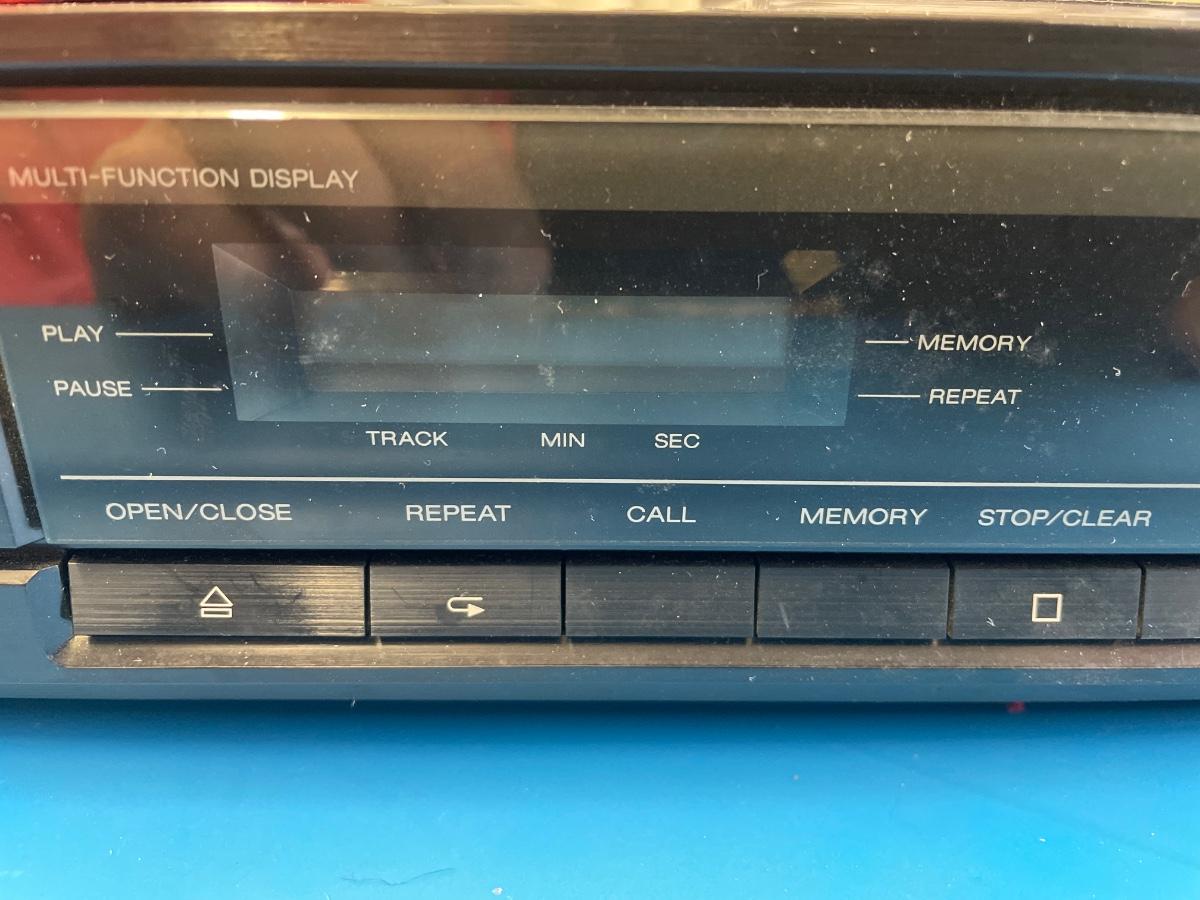 MULTI-FUNCTION DISPLAY
PLAY
MEMORY
PAUSE
REPEAT
TRACK MIN SEC
OPEN/CLOSE REPEAT CALL MEMORY STOP/CLEAR